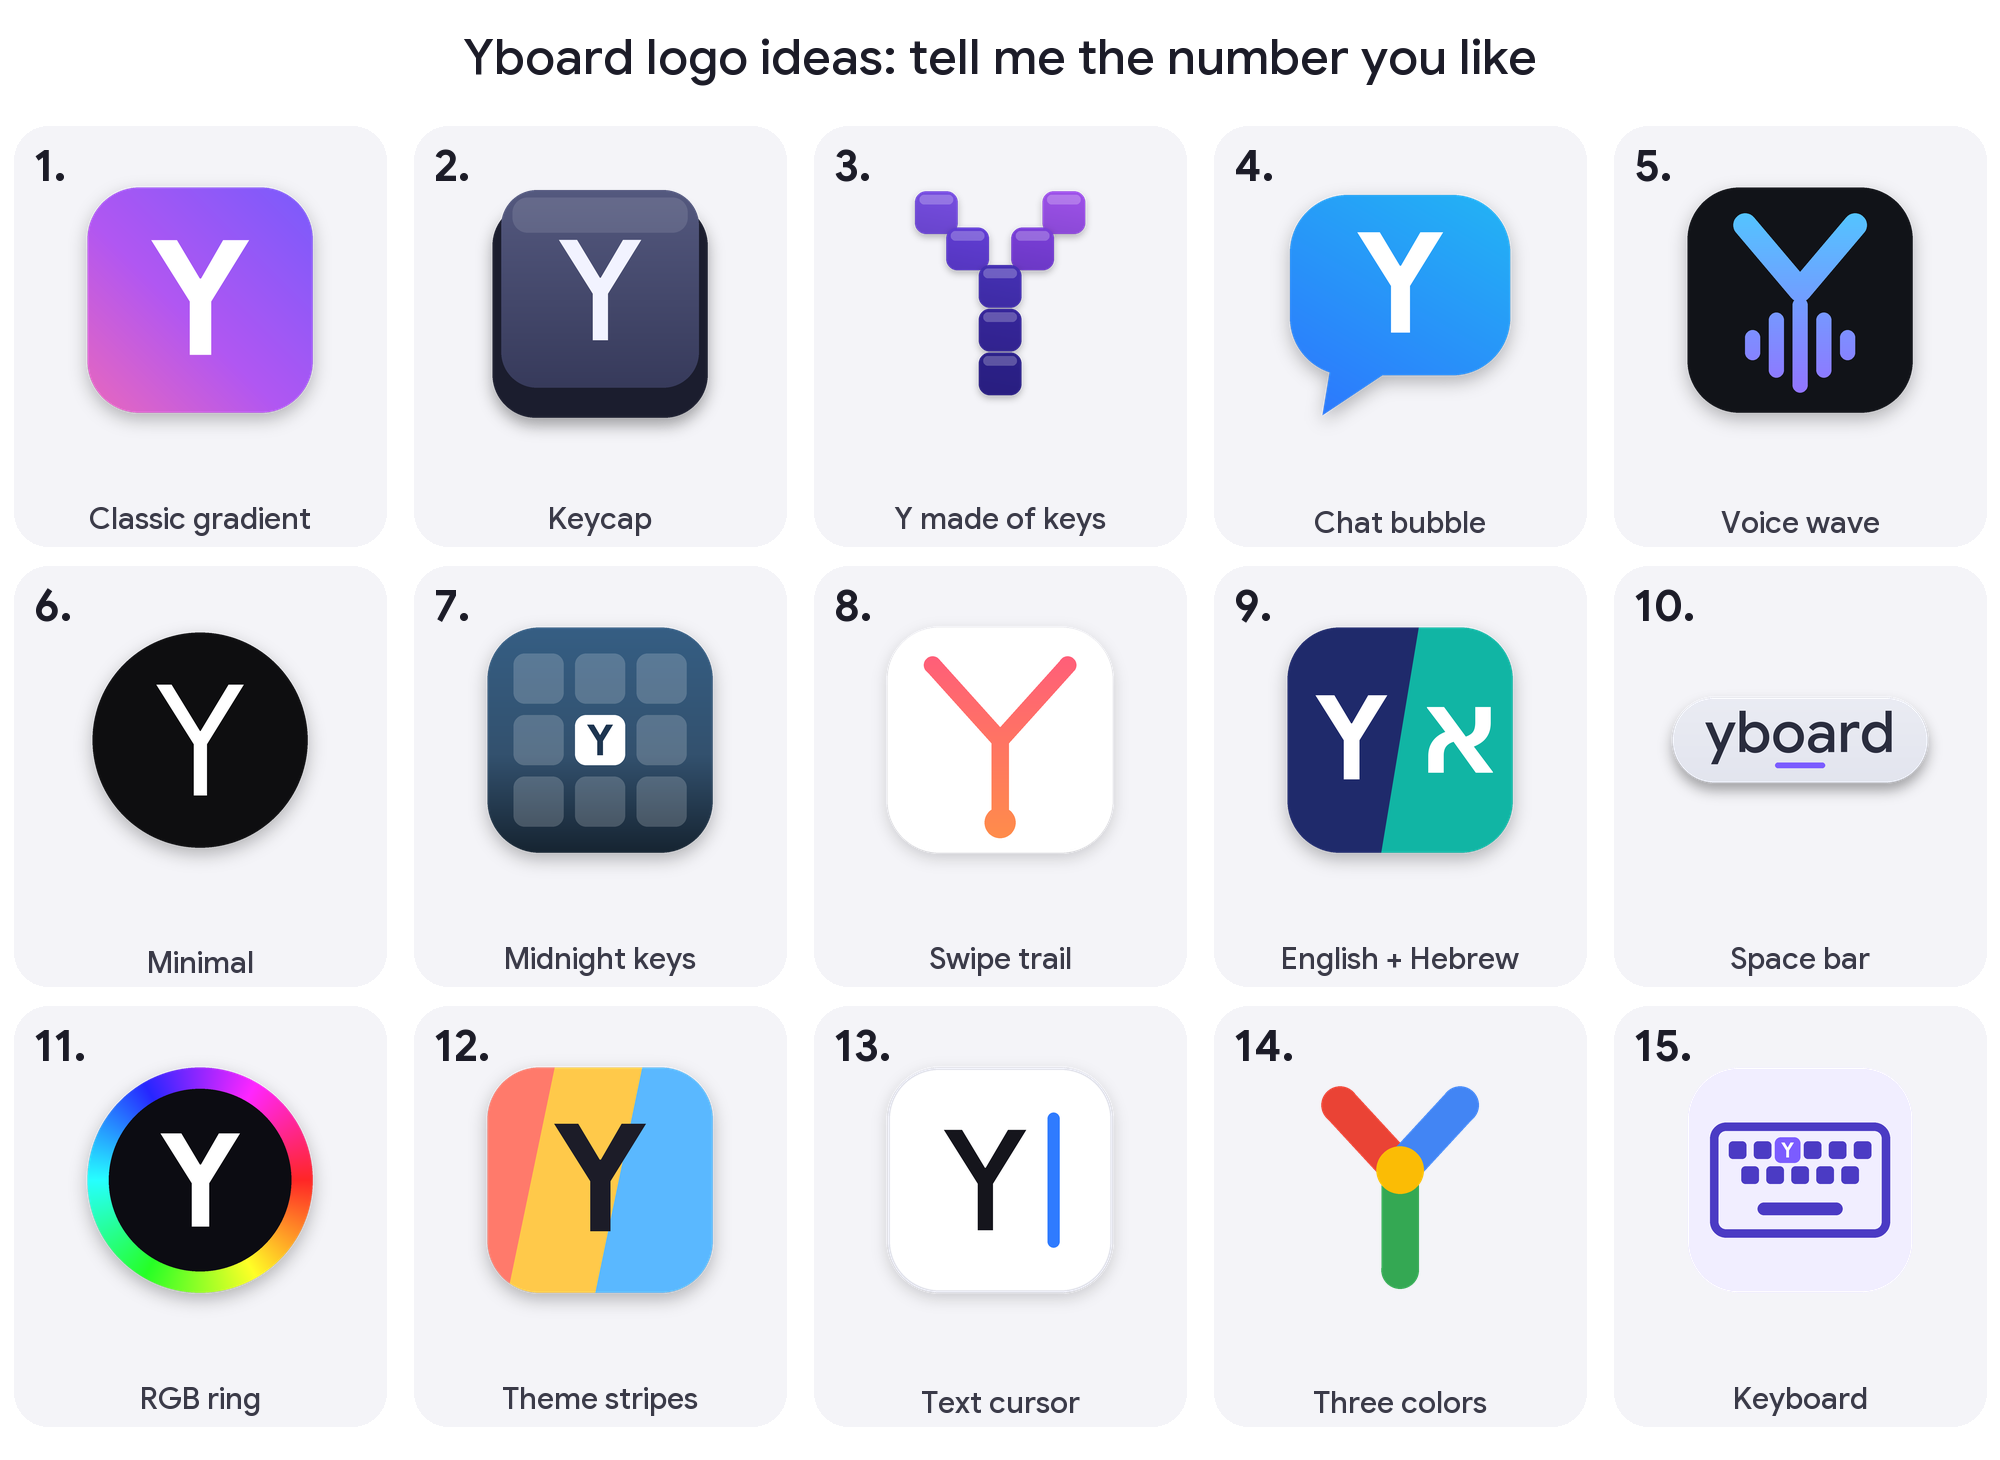 Yboard logo ideas: tell me the number you like
1.
Y
Classic gradient
2.
Y
Keycap
3.
Y made of keys
4.
Y
Chat bubble
5.
Y
Voice wave
6.
Y
Minimal
7.
Y
Midnight keys
8.
Y
Swipe trail
9.
Y א
English + Hebrew
10.
yboard
Space bar
11.
Y
RGB ring
12.
Y
Theme stripes
13.
Y
Text cursor
14.
Y
Three colors
15.
Y
Keyboard